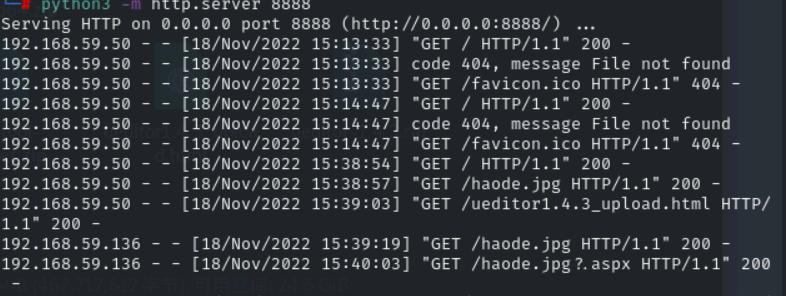 # python3 -m http.server 8888
Serving HTTP on 0.0.0.0 port 8888 (http://0.0.0.0:8888/) ...
192.168.59.50 - - [18/Nov/2022 15:13:33] "GET / HTTP/1.1" 200 -
192.168.59.50 - - [18/Nov/2022 15:13:33] code 404, message File not found
192.168.59.50 - - [18/Nov/2022 15:13:33] "GET /favicon.ico HTTP/1.1" 404 -
192.168.59.50 - - [18/Nov/2022 15:14:47] "GET / HTTP/1.1" 200 -
192.168.59.50 - - [18/Nov/2022 15:14:47] code 404, message File not found
192.168.59.50 - - [18/Nov/2022 15:14:47] "GET /favicon.ico HTTP/1.1" 404 -
192.168.59.50 - - [18/Nov/2022 15:38:54] "GET / HTTP/1.1" 200 -
192.168.59.50 - - [18/Nov/2022 15:38:57] "GET /haode.jpg HTTP/1.1" 200 -
192.168.59.50 - - [18/Nov/2022 15:39:03] "GET /ueditor1.4.3_upload.html HTTP/
1.1" 200 -
192.168.59.136 - - [18/Nov/2022 15:39:19] "GET /haode.jpg HTTP/1.1" 200 -
192.168.59.136 - - [18/Nov/2022 15:40:03] "GET /haode.jpg?.aspx HTTP/1.1" 200
-